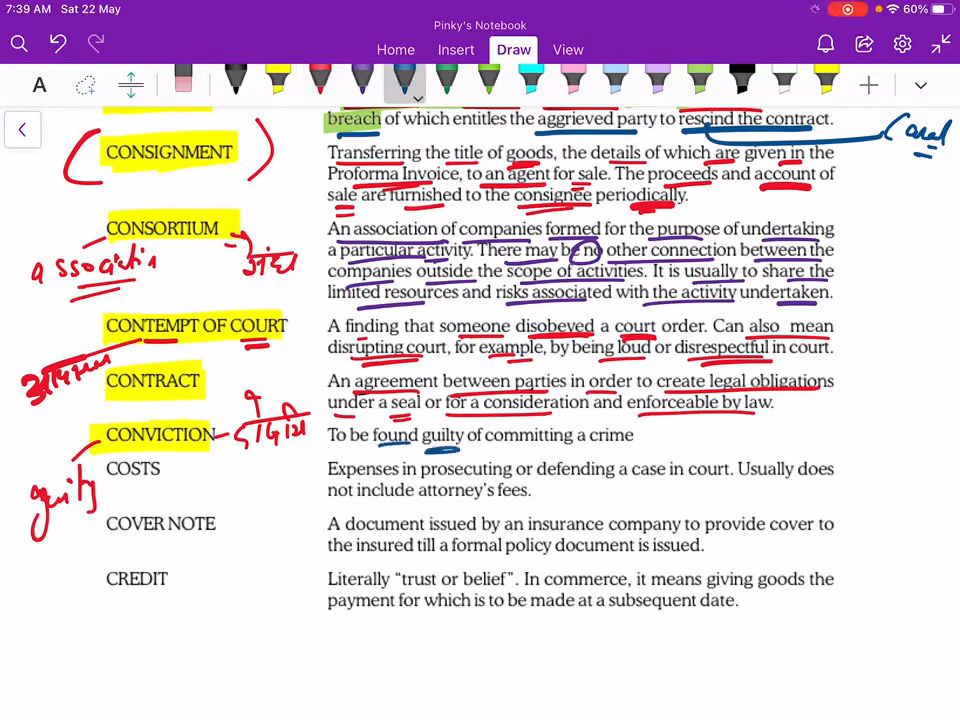 7:39 AM Sat 22 May
60%
Pinky's Notebook
Home Insert Draw View
A
breach of which entitles the aggrieved party to rescind the contract.
CONSIGNMENT
Transferring the title of goods, the details of which are given in the
Proforma Invoice, to an agent for sale. The proceeds and account of
sale are furnished to the consignee periodically.
CONSORTIUM
An association of companies formed for the purpose of undertaking
a particular activity. There may be no other connection between the
companies outside the scope of activities. It is usually to share the
limited resources and risks associated with the activity undertaken.
association
CONTEMPT OF COURT
A finding that someone disobeyed a court order. Can also mean
disrupting court, for example, by being loud or disrespectful in court.
CONTRACT
An agreement between parties in order to create legal obligations
under a seal or for a consideration and enforceable by law.
CONVICTION
To be found guilty of committing a crime
guilty
COSTS
Expenses in prosecuting or defending a case in court. Usually does
not include attorney's fees.
COVER NOTE
A document issued by an insurance company to provide cover to
the insured till a formal policy document is issued.
CREDIT
Literally “trust or belief”. In commerce, it means giving goods the
payment for which is to be made at a subsequent date.